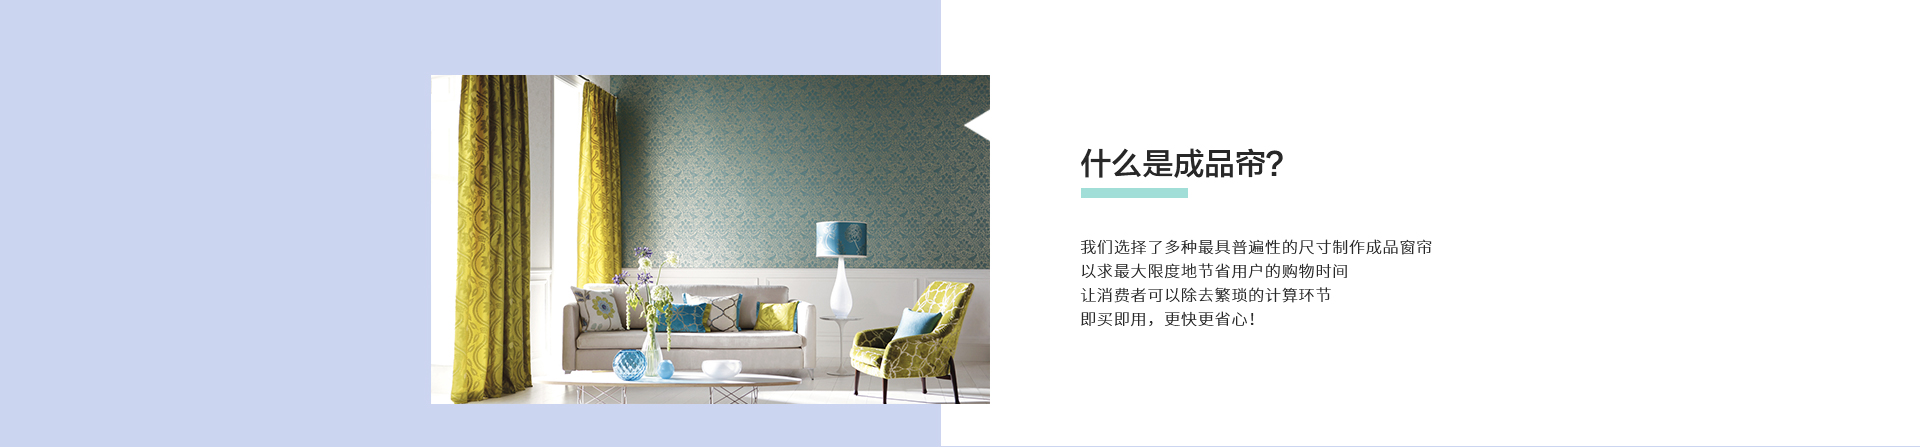 什么是成品帘？
我们选择了多种最具普遍性的尺寸制作成品窗帘
以求最大限度地节省用户的购物时间
让消费者可以除去繁琐的计算环节
即买即用，更快更省心！